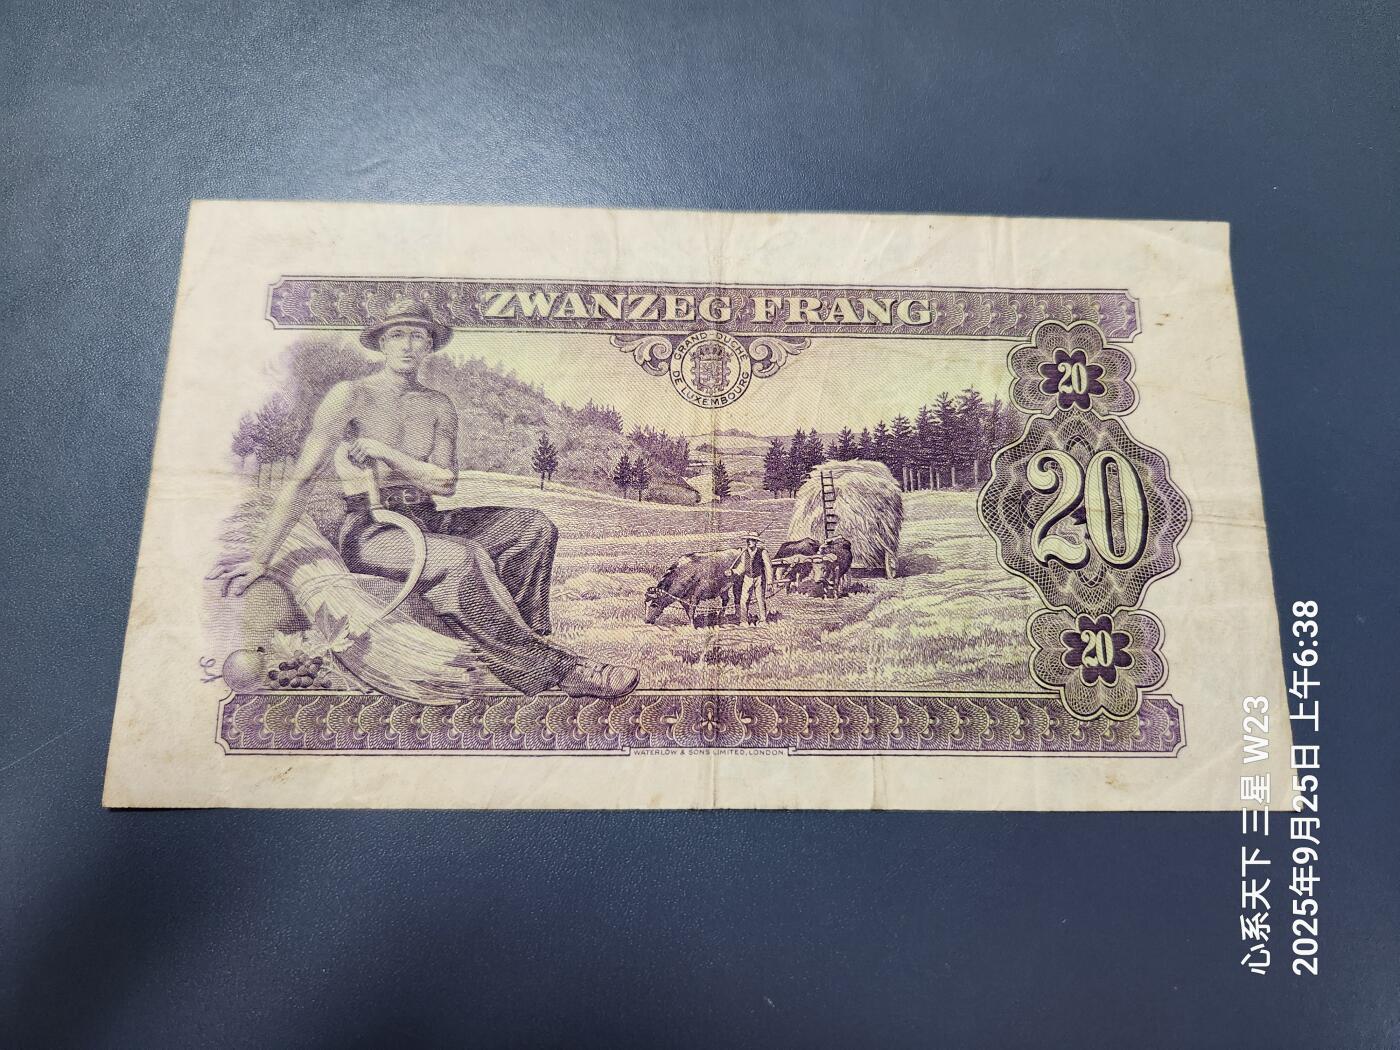 ZWANZEG FRANG
GRAND DUCHÉ
DE LUXEMBOURG
20
20
20
WATERLOW & SONS LIMITED, LONDON
心系天下 三星 W23
2025年9月25日 上午6:38